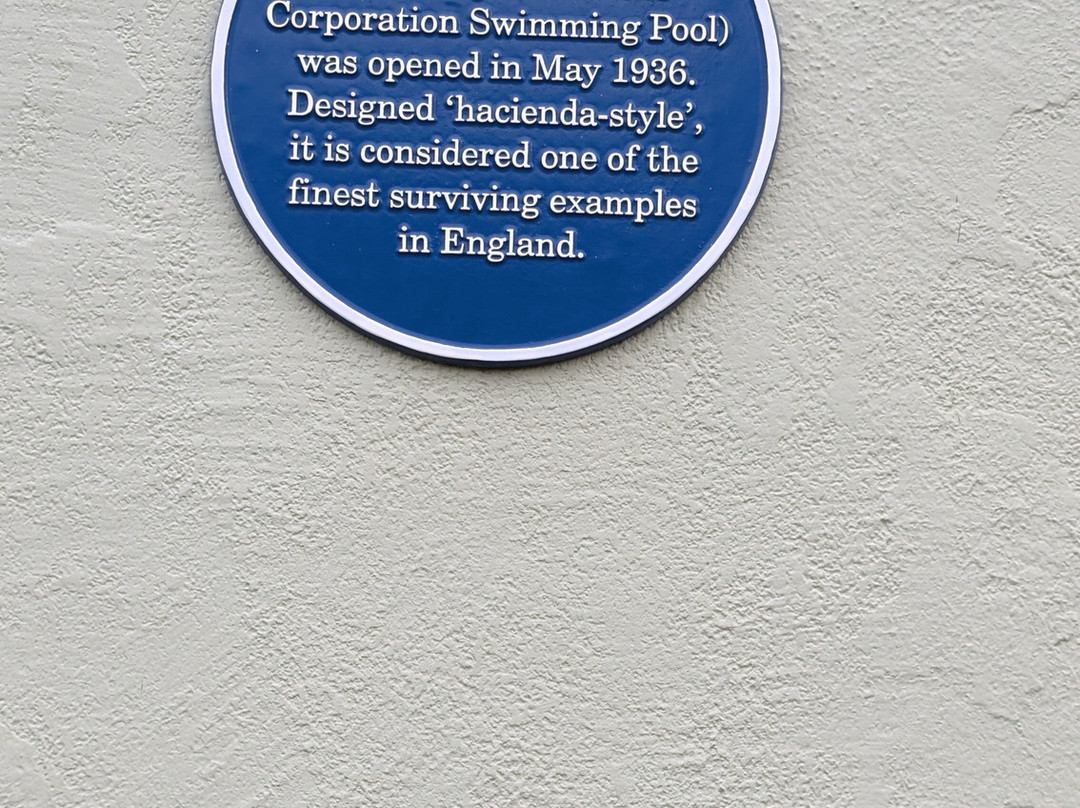 Corporation Swimming Pool)
was opened in May 1936.
Designed ‘hacienda-style’,
it is considered one of the
finest surviving examples
in England.